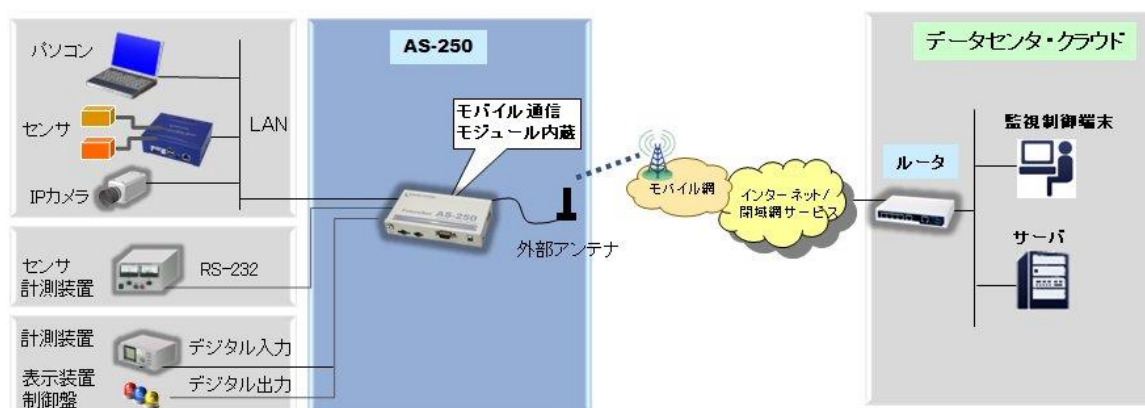 パソコン
センサ
IPカメラ
LAN
センサ
計測装置
RS-232
計測装置
デジタル入力
表示装置
制御盤
デジタル出力
AS-250
モバイル通信
モジュール内蔵
AS-250
外部アンテナ
モバイル網
インターネット/
閉域網サービス
データセンタ・クラウド
ルータ
監視制御端末
サーバ